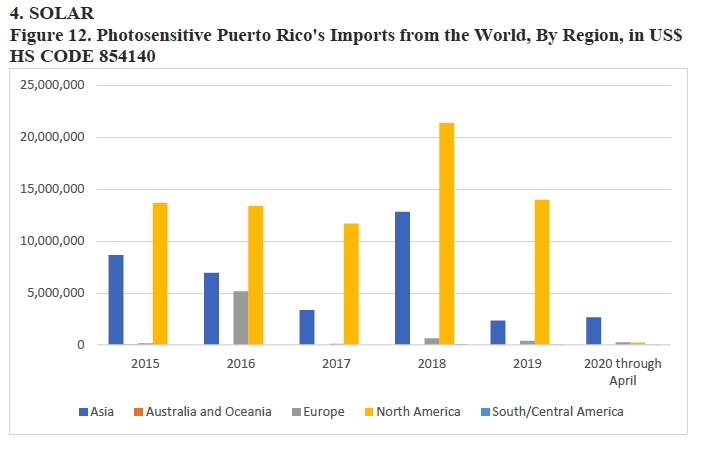 4. SOLAR
Figure 12. Photosensitive Puerto Rico's Imports from the World, By Region, in US$
HS CODE 854140
25,000,000
20,000,000
15,000,000
10,000,000
5,000,000
0
2015 2016 2017 2018 2019 2020 through
April
Asia Australia and Oceania Europe North America South/Central America